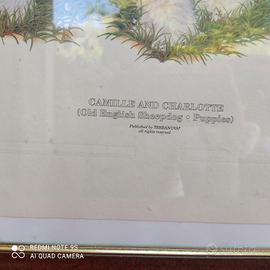 CAMILLE AND CHARLOTTE
(Old English Sheepdog • Puppies)
Published by
all rights reserved
REDMI NOTE 9S
AI QUAD CAMERA